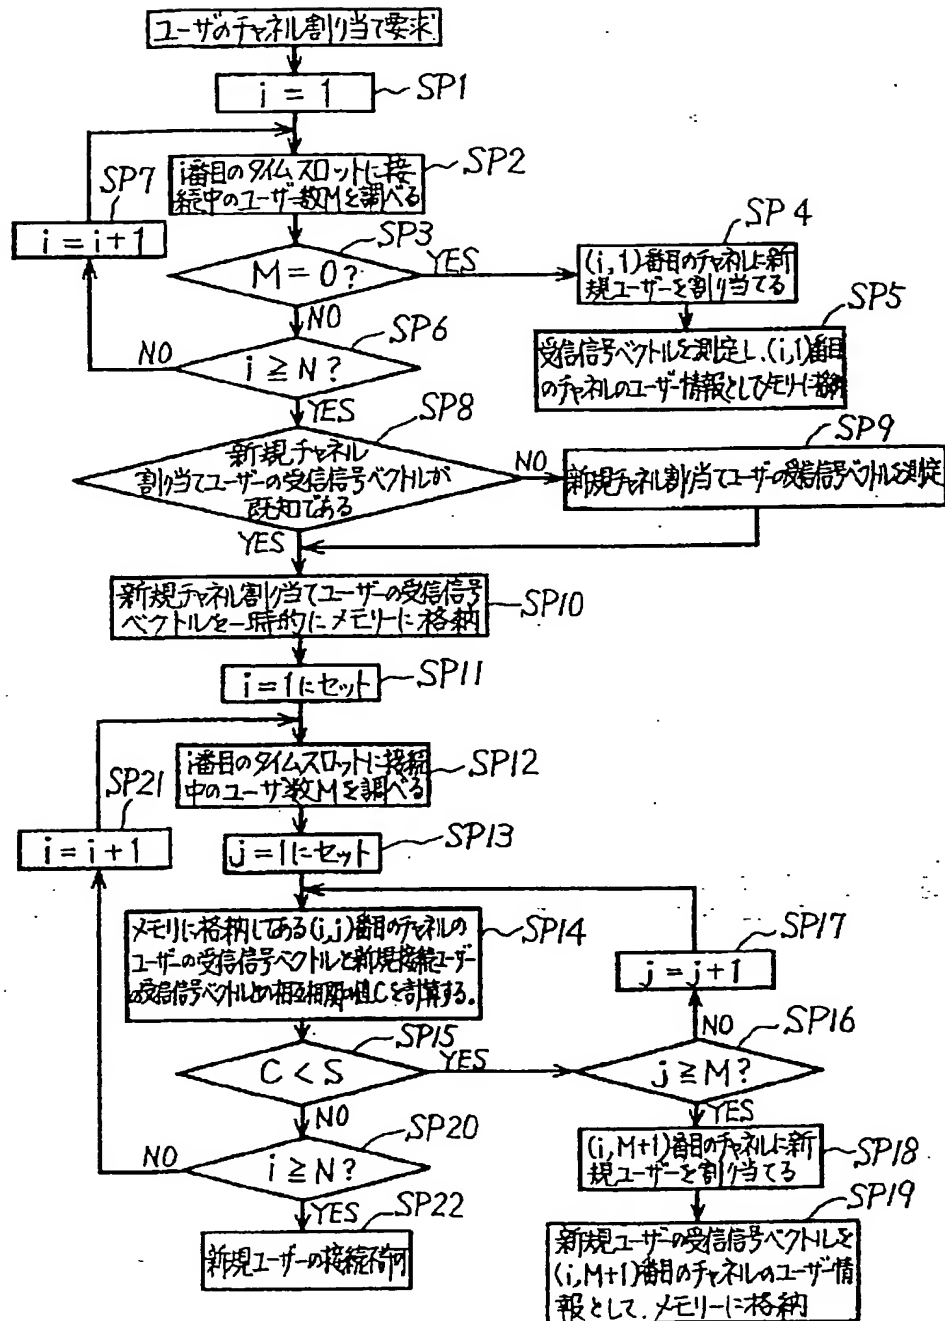 ユーザのチャネル割り当て要求
i = 1
SP1
i番目のタイムスロットに接
続中のユーザー数Mを調べる
SP2
SP7
i = i + 1
SP3
M = 0 ?
YES
NO
SP4
(i, 1)番目のチャネルに新
規ユーザーを割り当てる
SP5
受信信号ベクトルを測定し、(i, 1)番目
のチャネルのユーザー情報としてメモリーに格納
SP6
i ≧ N ?
NO
YES
SP8
新規チャネル
割り当てユーザーの受信信号ベクトルが
既知である
NO
YES
SP9
新規チャネル割り当てユーザーの受信信号ベクトルを測定
新規チャネル割り当てユーザーの受信信号
ベクトルを一時的にメモリーに格納
SP10
i = 1にセット
SP11
i番目のタイムスロットに接続
中のユーザ数Mを調べる
SP12
SP21
i = i + 1
j = 1にセット
SP13
メモリに格納してある(i, j)番目のチャネルの
ユーザーの受信信号ベクトルと新規接続ユーザー
の受信信号ベクトルとの相互相関の値Cを計算する。
SP14
SP17
j = j + 1
SP15
C < S
YES
NO
SP16
j ≧ M ?
NO
YES
SP20
i ≧ N ?
NO
YES
(i, M+1)番目のチャネルに新
規ユーザーを割り当てる
SP18
SP22
新規ユーザーの接続不可
SP19
新規ユーザーの受信信号ベクトルを
(i, M+1)番目のチャネルのユーザー情
報として、メモリーに格納